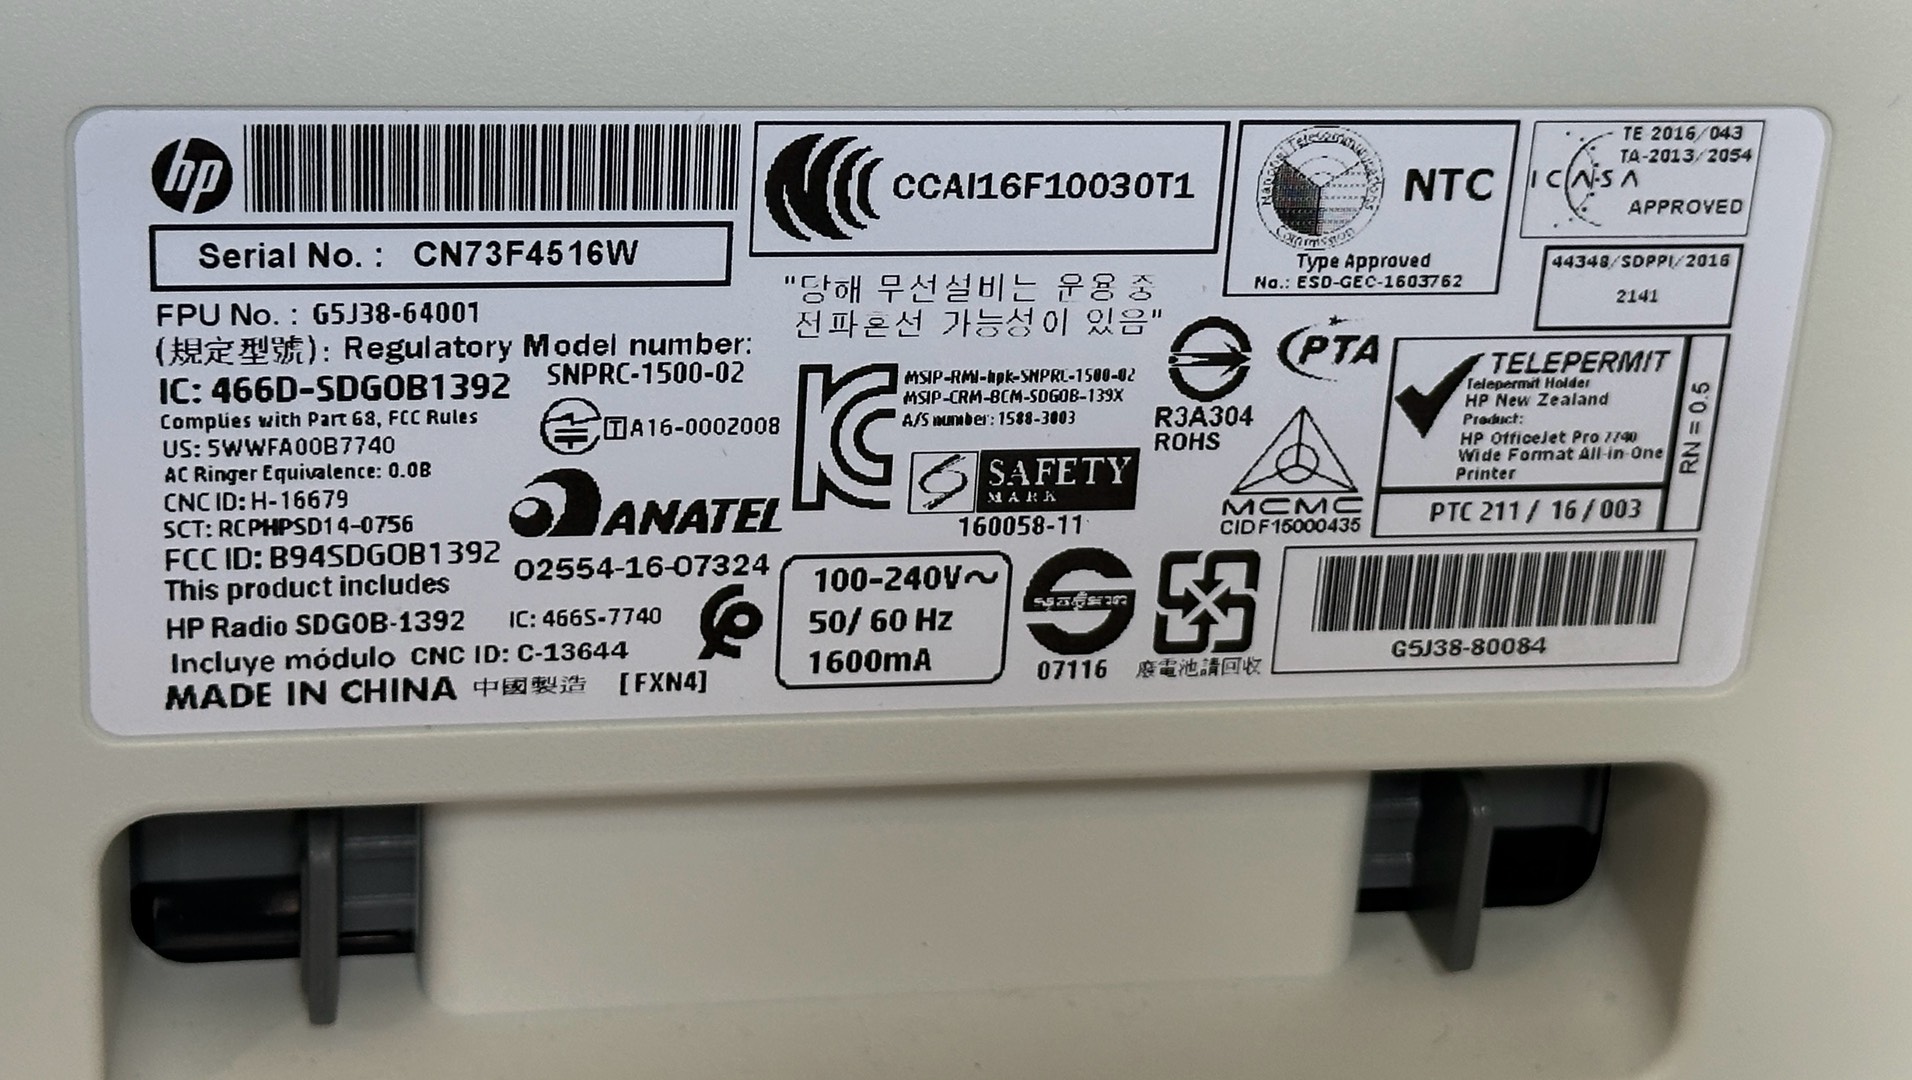 hp
Serial No. : CN73F4516W
FPU No. : G5J38-64001
(規定型號): Regulatory Model number:
SNPRC-1500-02
IC: 466D-SDGOB1392
Complies with Part 68, FCC Rules
US: 5WWFA00B7740
AC Ringer Equivalence: 0.0B
CNC ID: H-16679
SCT: RCPHPSD14-0756
FCC ID: B94SDGOB1392
This product includes
HP Radio SDGOB-1392 IC: 466S-7740
Incluye módulo CNC ID: C-13644
MADE IN CHINA 中國製造 [FXN4]
T A16-0002008
ANATEL
02554-16-07324
CCAI16F10030T1
"당해 무선설비는 운용 중
전파혼선 가능성이 있음"
MSIP-RMI-hpk-SNPRC-1500-02
MSIP-CRM-BCM-SDGOB-139X
A/S number: 1588-3003
SAFETY
MARK
160058-11
100-240V~
50/ 60 Hz
1600mA
NTC
National Telecommunications
Commission
Type Approved
No.: ESD-GEC-1603762
TE 2016/043
TA-2013/2054
ICASA
APPROVED
44348/SDPPI/2016
2141
R3A304
ROHS
PTA
MCMC
CIDF15000435
TELEPERMIT
Telepermit Holder
HP New Zealand
Product:
HP OfficeJet Pro 7740
Wide Format All-in-One
Printer
RN = 0.5
PTC 211 / 16 / 003
07116
廢電池請回收
G5J38-80084